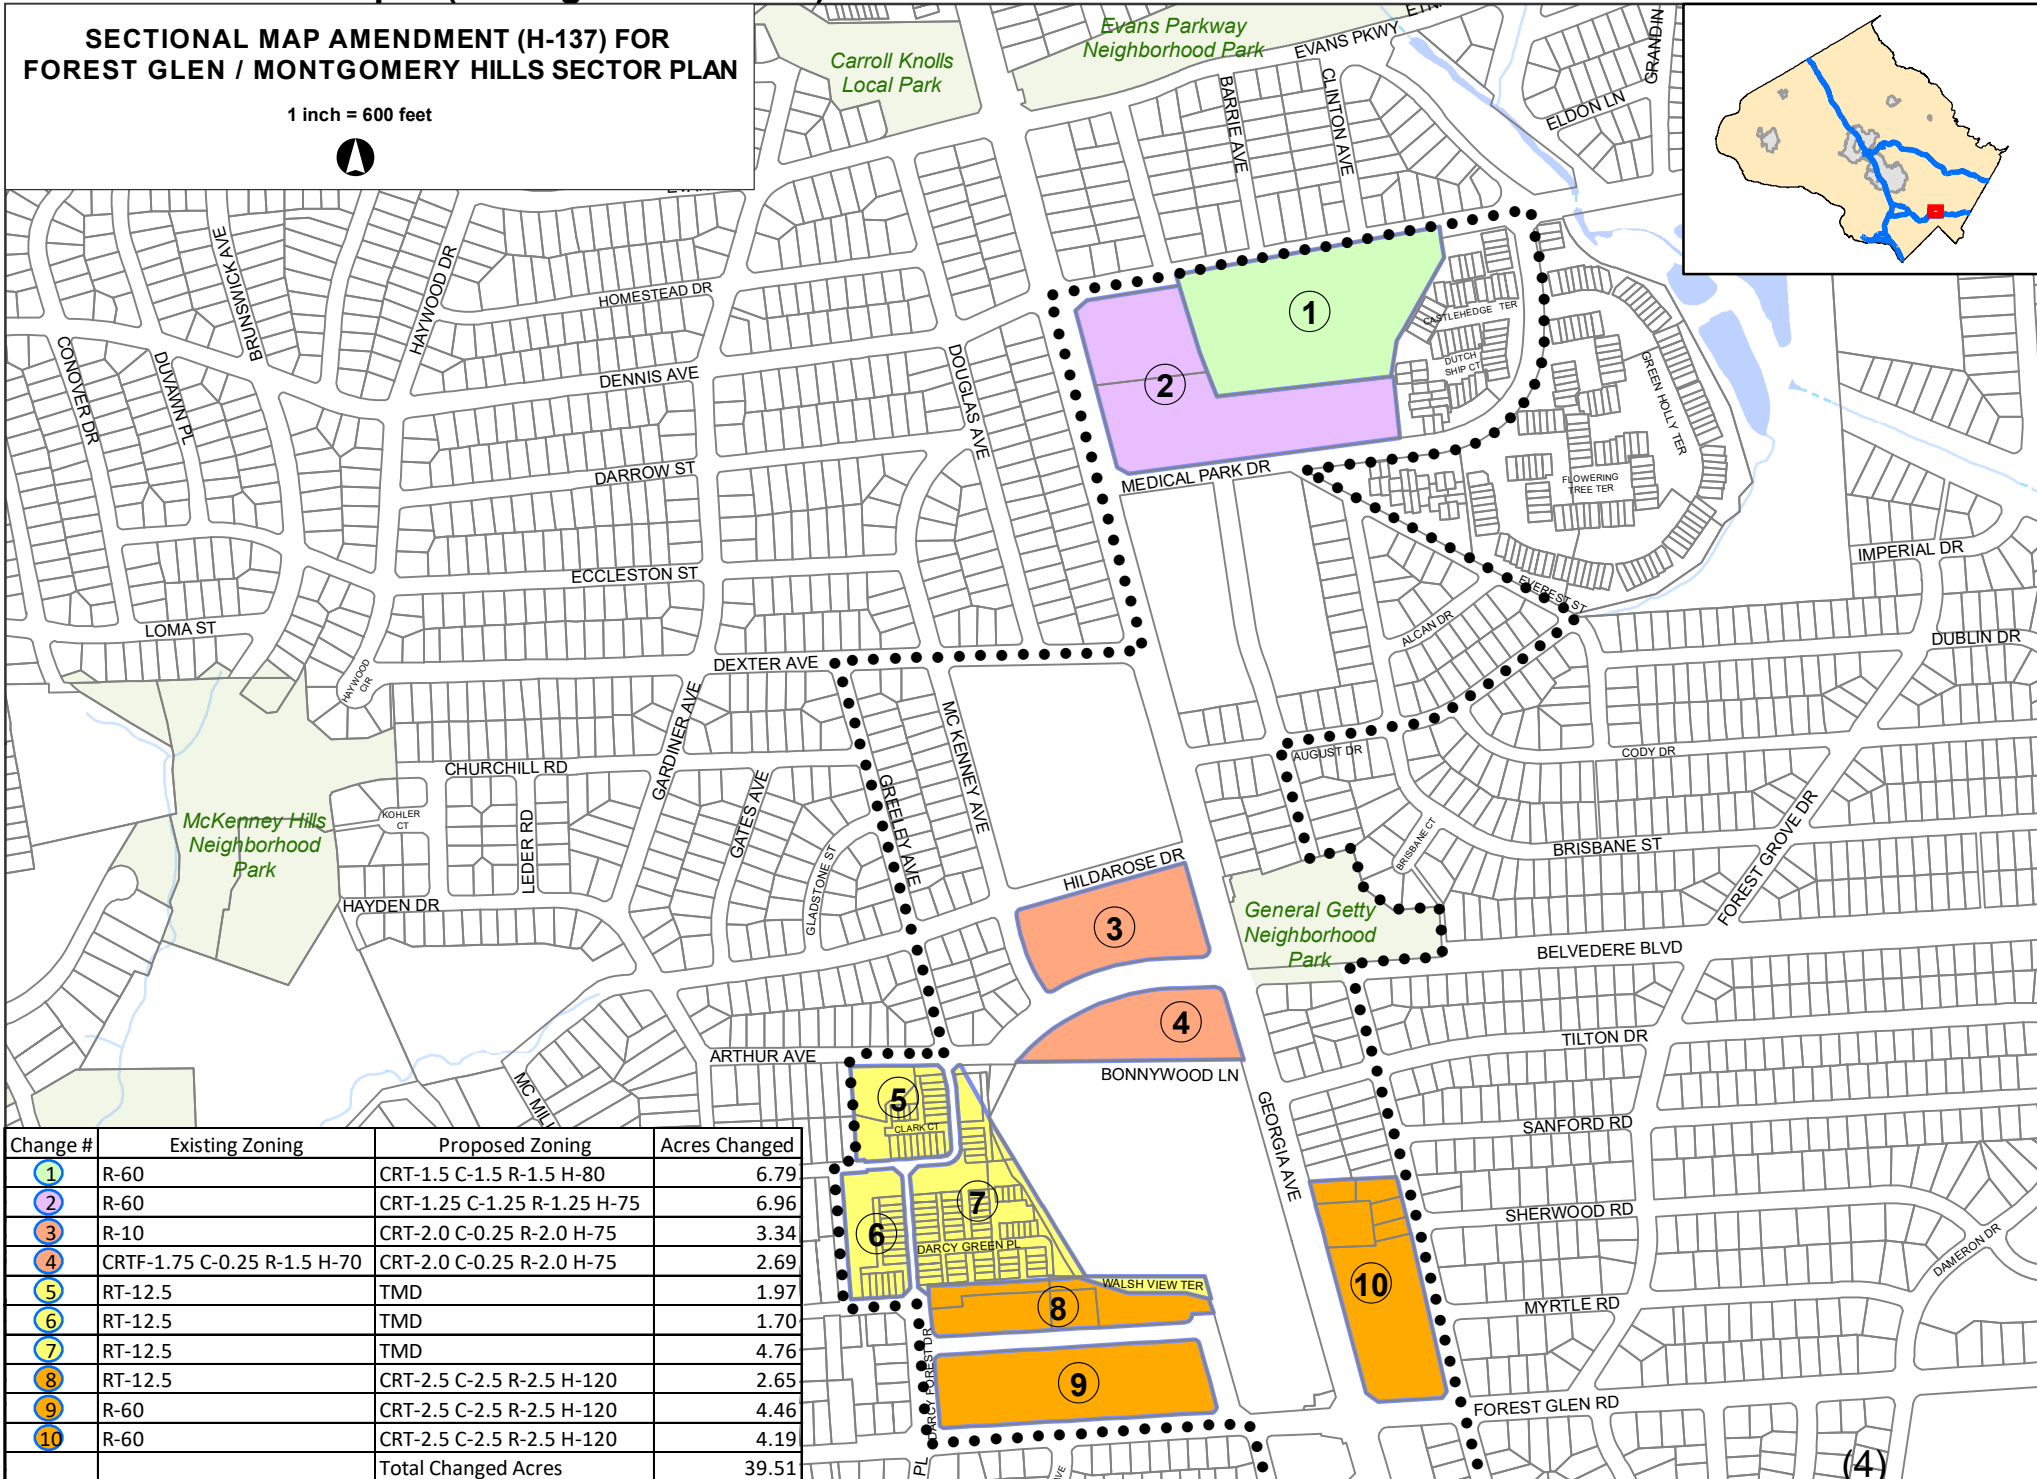 SECTIONAL MAP AMENDMENT (H-137) FOR
FOREST GLEN / MONTGOMERY HILLS SECTOR PLAN
1 inch = 600 feet
Carroll Knolls
Local Park
Evans Parkway
Neighborhood Park
EVANS PKWY
GRANDIN
ELDON LN
BARRIE AVE
CLINTON AVE
BRUNSWICK AVE
HAYWOOD DR
HOMESTEAD DR
CONOVER DR
DUVAWN PL
DENNIS AVE
DOUGLAS AVE
DARROW ST
ECCLESTON ST
LOMA ST
HAYWOOD
CIR
DEXTER AVE
1
2
CASTLEHEDGE TER
DUTCH
SHIP CT
GREEN HOLLY TER
FLOWERING
TREE TER
MEDICAL PARK DR
EVEREST ST
ALCAN DR
IMPERIAL DR
DUBLIN DR
CODY DR
AUGUST DR
BRISBANE CT
BRISBANE ST
FOREST GROVE DR
BELVEDERE BLVD
GARDINER AVE
MC KENNEY AVE
CHURCHILL RD
GREELEY AVE
GATES AVE
KOHLER
CT
LEDER RD
GLADSTONE ST
McKenney Hills
Neighborhood
Park
HAYDEN DR
HILDAROSE DR
3
General Getty
Neighborhood
Park
4
TILTON DR
ARTHUR AVE
BONNYWOOD LN
MC MILL
5
CLARK CT
GEORGIA AVE
SANFORD RD
7
6
DARCY GREEN PL
SHERWOOD RD
DAMERON DR
WALSH VIEW TER
8
10
MYRTLE RD
DARCY FOREST DR
9
FOREST GLEN RD
PL
AVE
Change # Existing Zoning Proposed Zoning Acres Changed
1 R-60 CRT-1.5 C-1.5 R-1.5 H-80 6.79
2 R-60 CRT-1.25 C-1.25 R-1.25 H-75 6.96
3 R-10 CRT-2.0 C-0.25 R-2.0 H-75 3.34
4 CRTF-1.75 C-0.25 R-1.5 H-70 CRT-2.0 C-0.25 R-2.0 H-75 2.69
5 RT-12.5 TMD 1.97
6 RT-12.5 TMD 1.70
7 RT-12.5 TMD 4.76
8 RT-12.5 CRT-2.5 C-2.5 R-2.5 H-120 2.65
9 R-60 CRT-2.5 C-2.5 R-2.5 H-120 4.46
10 R-60 CRT-2.5 C-2.5 R-2.5 H-120 4.19
Total Changed Acres 39.51
(4)